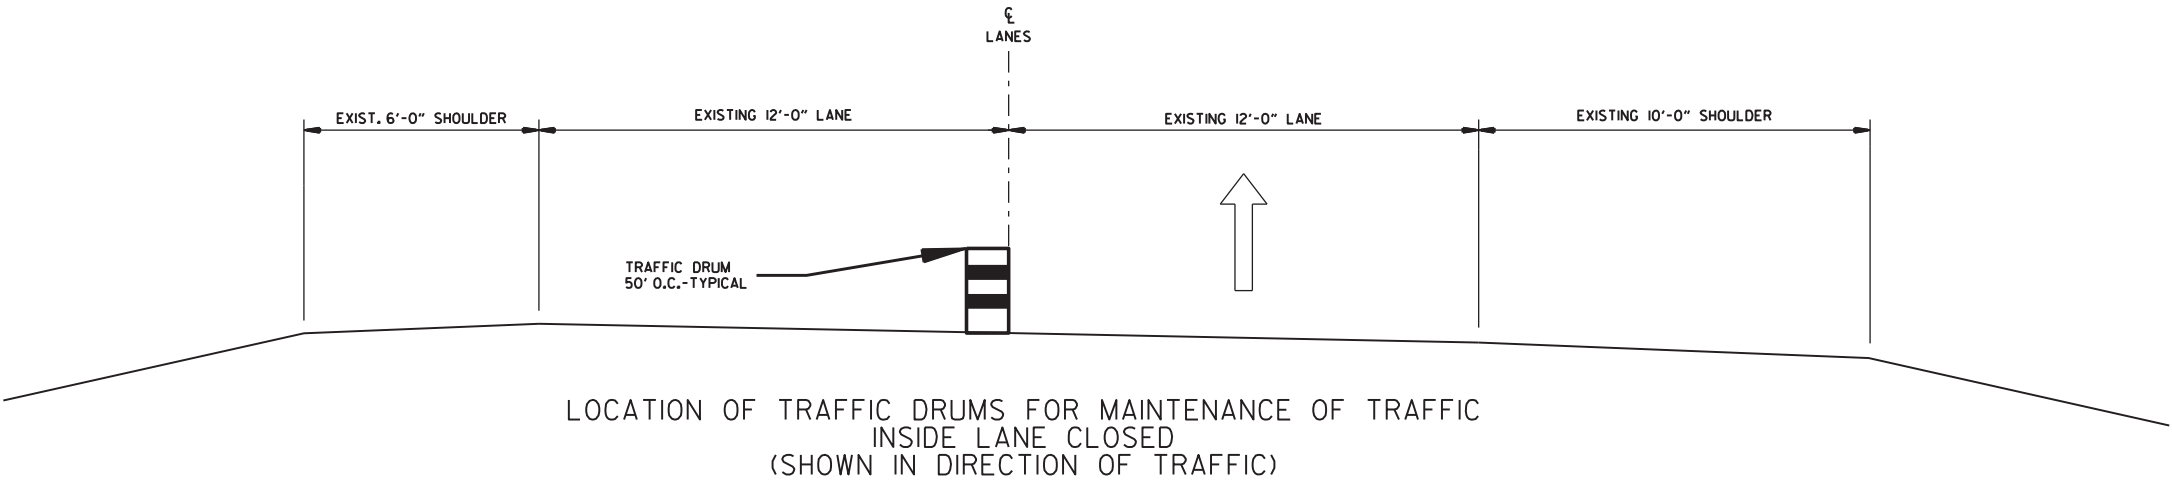 ℄
LANES
EXIST. 6'-0" SHOULDER
EXISTING 12'-0" LANE
EXISTING 12'-0" LANE
EXISTING 10'-0" SHOULDER
TRAFFIC DRUM
50' O.C.-TYPICAL
LOCATION OF TRAFFIC DRUMS FOR MAINTENANCE OF TRAFFIC
INSIDE LANE CLOSED
(SHOWN IN DIRECTION OF TRAFFIC)